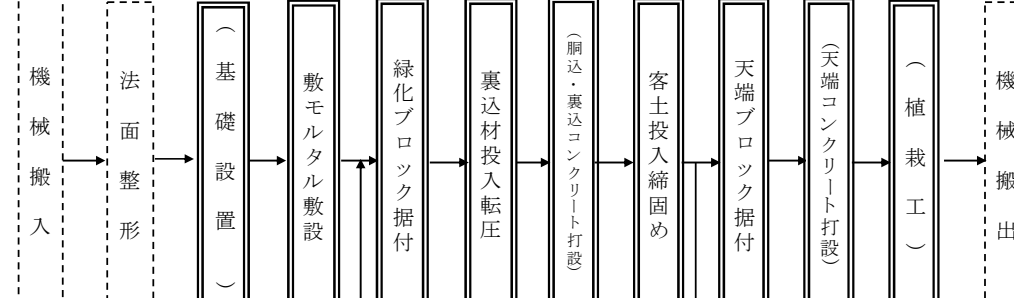 機械搬入
法面整形
（基礎設置）
敷モルタル敷設
緑化ブロック据付
裏込材投入転圧
（胴込・裏込コンクリート打設）
客土投入締固め
天端ブロック据付
（天端コンクリート打設）
（植栽工）
機械搬出